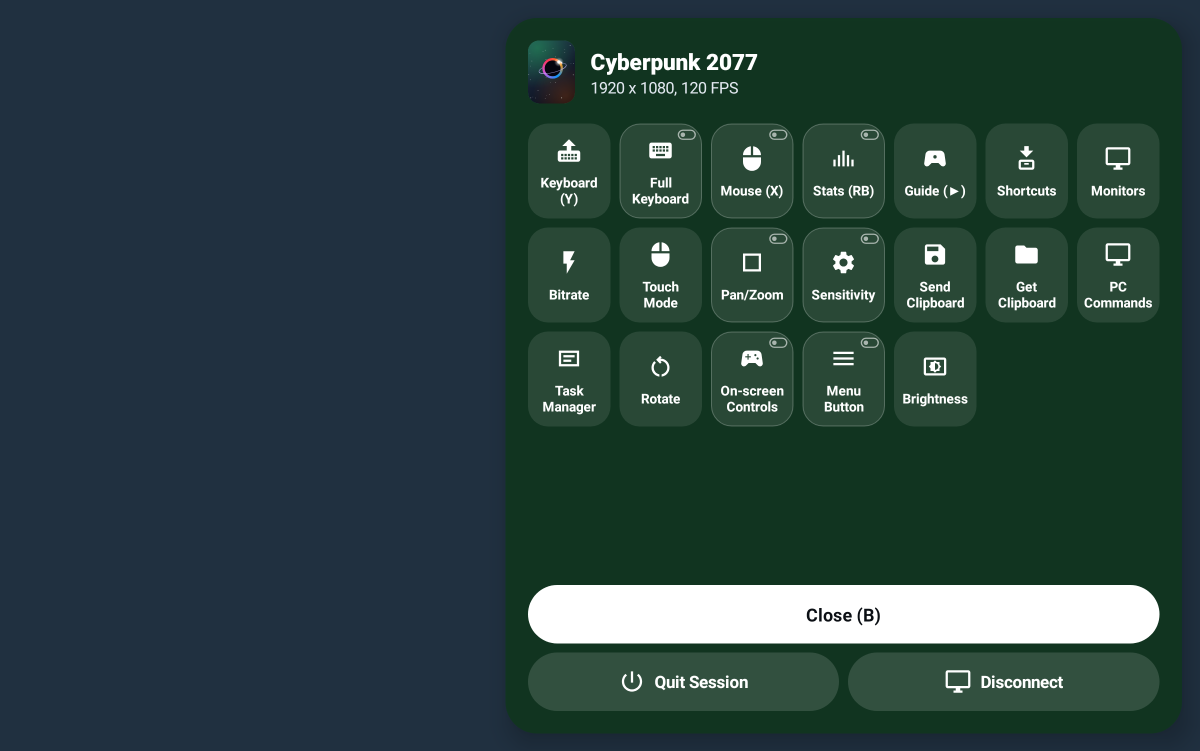 Cyberpunk 2077
1920 x 1080, 120 FPS
Keyboard
(Y)
Full
Keyboard
Mouse (X)
Stats (RB)
Guide (►)
Shortcuts
Monitors
Bitrate
Touch
Mode
Pan/Zoom
Sensitivity
Send
Clipboard
Get
Clipboard
PC
Commands
Task
Manager
Rotate
On-screen
Controls
Menu
Button
Brightness
Close (B)
Quit Session
Disconnect